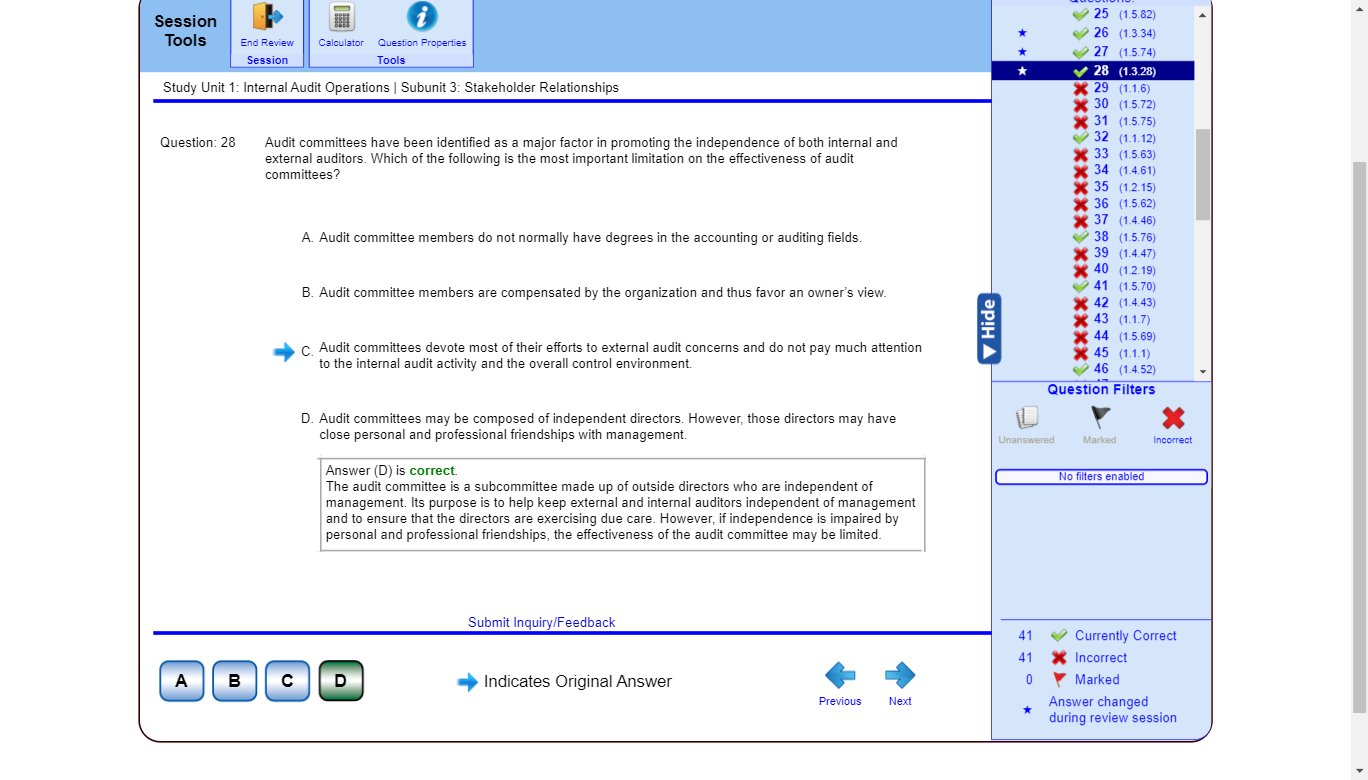 Session
Tools
End Review
Session
Calculator
Question Properties
Tools
Study Unit 1: Internal Audit Operations | Subunit 3: Stakeholder Relationships
Question: 28
Audit committees have been identified as a major factor in promoting the independence of both internal and
external auditors. Which of the following is the most important limitation on the effectiveness of audit
committees?
A. Audit committee members do not normally have degrees in the accounting or auditing fields.
B. Audit committee members are compensated by the organization and thus favor an owner's view.
C. Audit committees devote most of their efforts to external audit concerns and do not pay much attention
to the internal audit activity and the overall control environment.
D. Audit committees may be composed of independent directors. However, those directors may have
close personal and professional friendships with management.
Answer (D) is correct.
The audit committee is a subcommittee made up of outside directors who are independent of
management. Its purpose is to help keep external and internal auditors independent of management
and to ensure that the directors are exercising due care. However, if independence is impaired by
personal and professional friendships, the effectiveness of the audit committee may be limited.
Submit Inquiry/Feedback
A B C D
Indicates Original Answer
Previous
Next
Hide
25 (1.5.82)
26 (1.3.34)
27 (1.5.74)
28 (1.3.28)
29 (1.1.6)
30 (1.5.72)
31 (1.5.75)
32 (1.1.12)
33 (1.5.63)
34 (1.4.61)
35 (1.2.15)
36 (1.5.62)
37 (1.4.46)
38 (1.5.76)
39 (1.4.47)
40 (1.2.19)
41 (1.5.70)
42 (1.4.43)
43 (1.1.7)
44 (1.5.69)
45 (1.1.1)
46 (1.4.52)
Question Filters
Unanswered
Marked
Incorrect
No filters enabled
41 Currently Correct
41 Incorrect
0 Marked
Answer changed
during review session